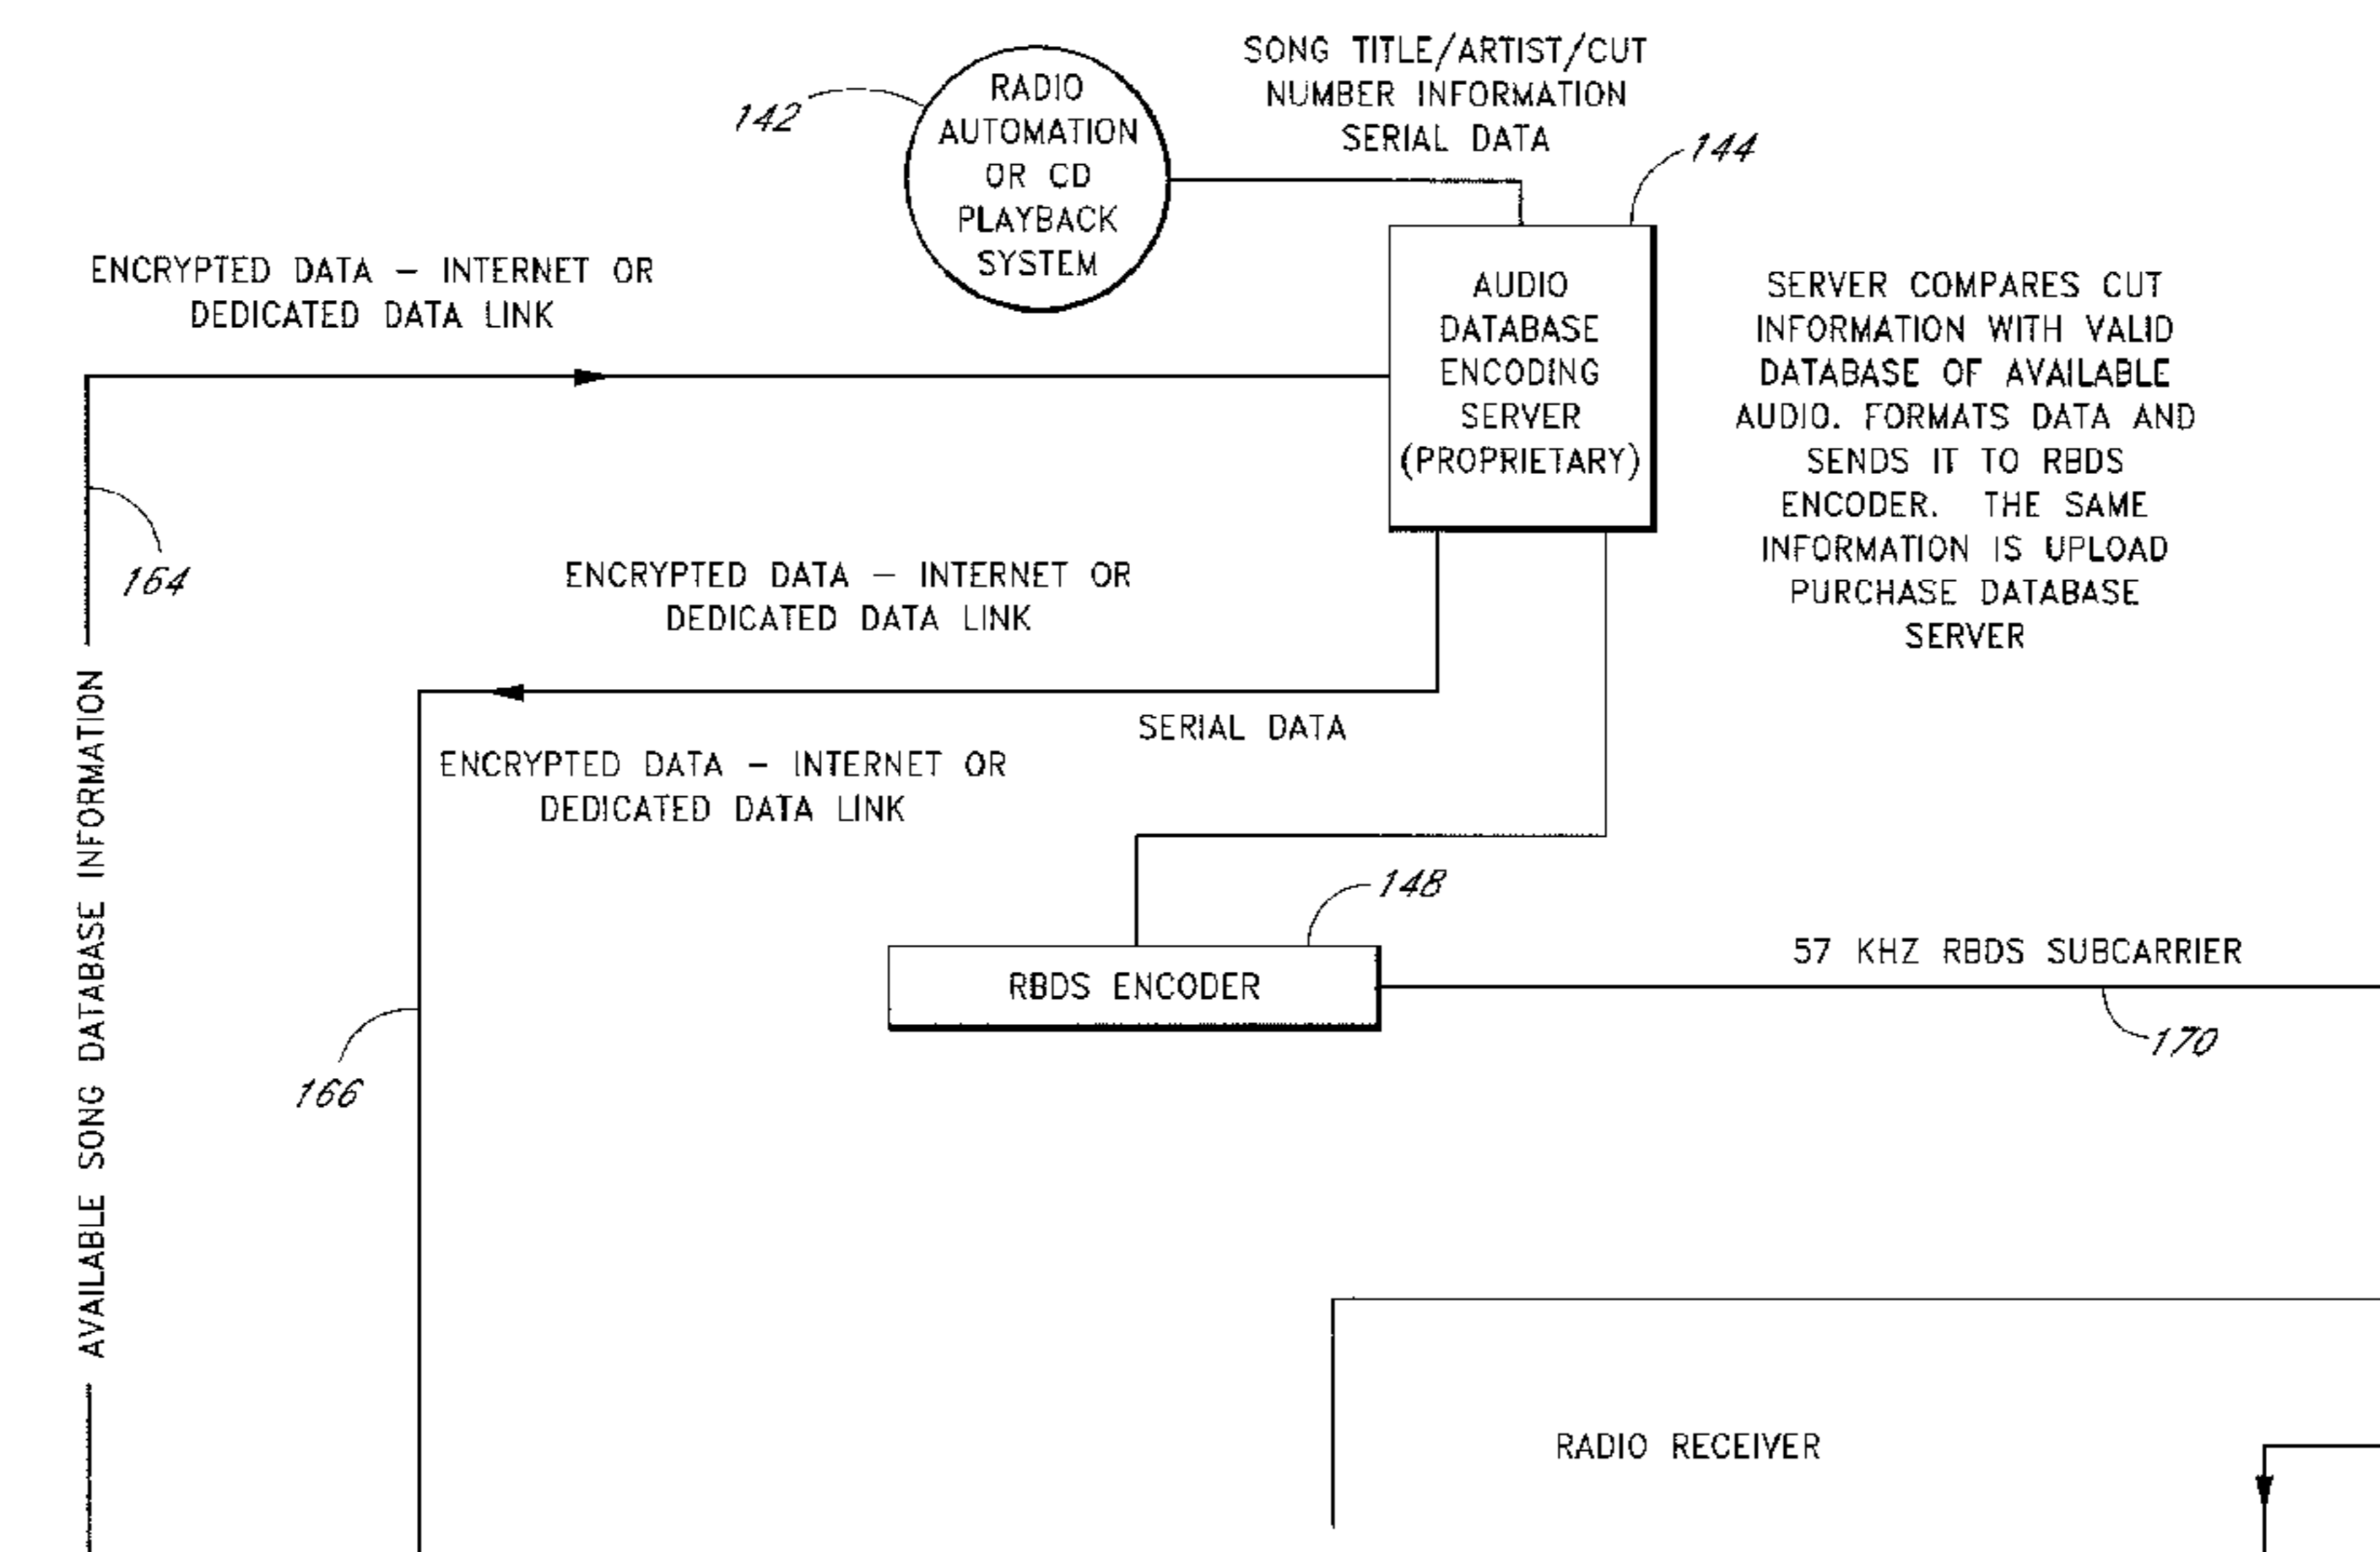 142
RADIO
AUTOMATION
OR CD
PLAYBACK
SYSTEM
SONG TITLE/ARTIST/CUT
NUMBER INFORMATION
SERIAL DATA
144
ENCRYPTED DATA – INTERNET OR
DEDICATED DATA LINK
AUDIO
DATABASE
ENCODING
SERVER
(PROPRIETARY)
SERVER COMPARES CUT
INFORMATION WITH VALID
DATABASE OF AVAILABLE
AUDIO. FORMATS DATA AND
SENDS IT TO RBDS
ENCODER. THE SAME
INFORMATION IS UPLOAD
PURCHASE DATABASE
SERVER
164
ENCRYPTED DATA – INTERNET OR
DEDICATED DATA LINK
SERIAL DATA
ENCRYPTED DATA – INTERNET OR
DEDICATED DATA LINK
AVAILABLE SONG DATABASE INFORMATION
148
RBDS ENCODER
57 KHZ RBDS SUBCARRIER
170
166
RADIO RECEIVER